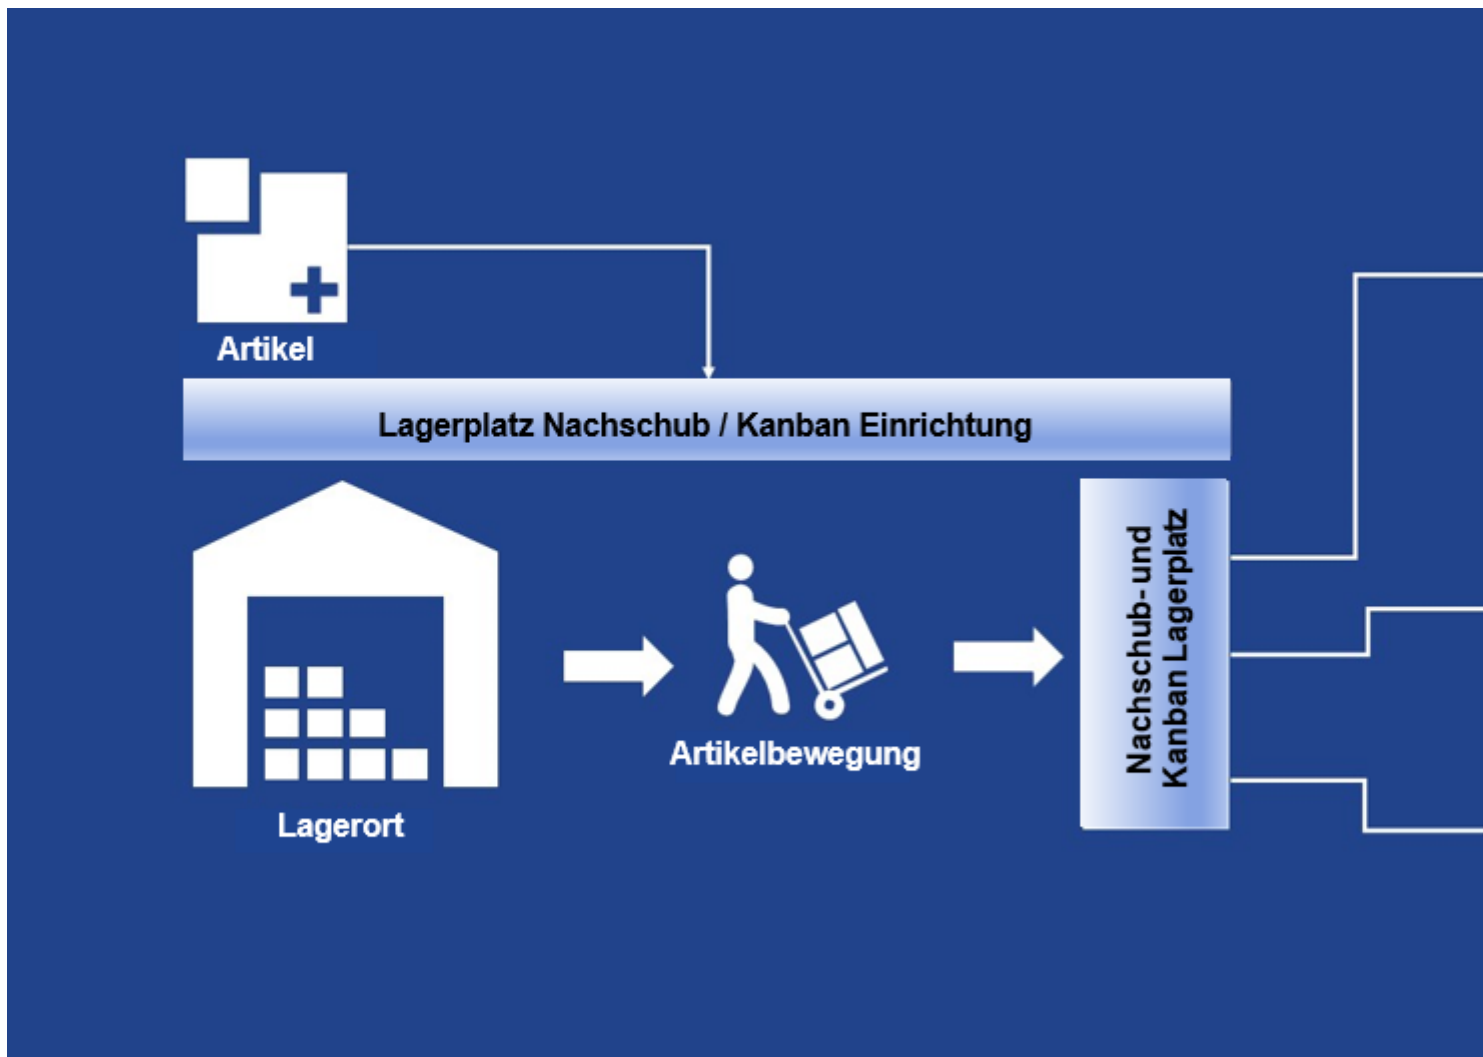 Artikel
Lagerplatz Nachschub / Kanban Einrichtung
Nachschub- und
Kanban Lagerplatz
Artikelbewegung
Lagerort